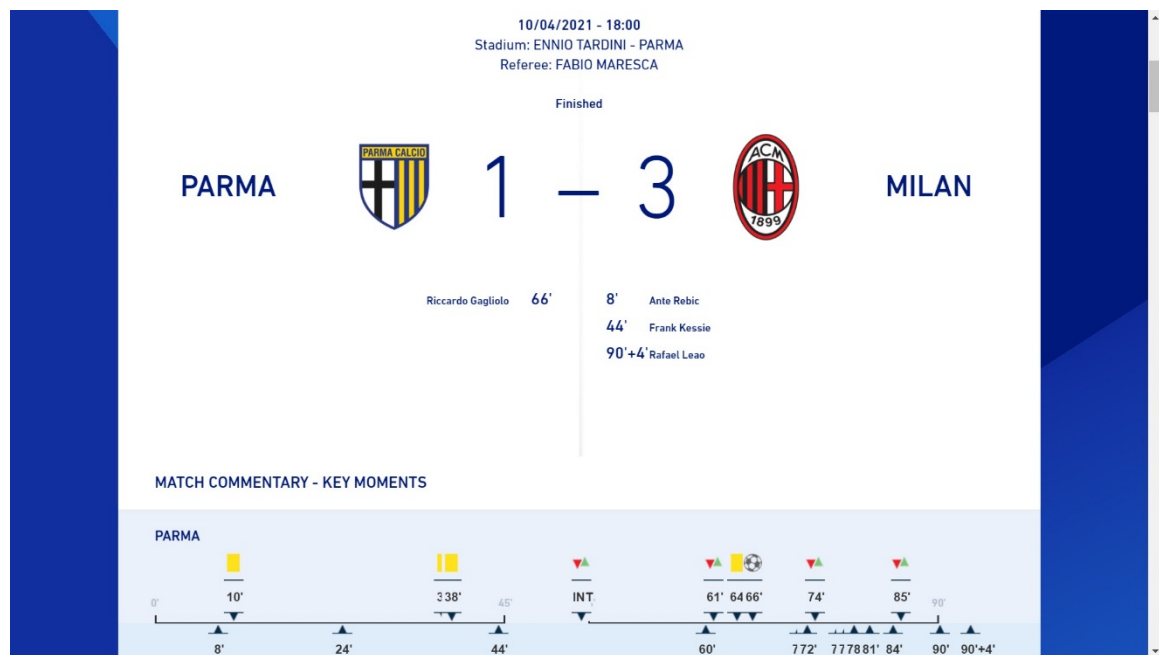 10/04/2021 - 18:00
Stadium: ENNIO TARDINI - PARMA
Referee: FABIO MARESCA
Finished
PARMA CALCIO
ACM
PARMA 1 – 3 MILAN
1899
Riccardo Gagliolo 66' 8' Ante Rebic
44' Frank Kessie
90'+4' Rafael Leao
MATCH COMMENTARY - KEY MOMENTS
PARMA
0' 10' 38' 45' INT 61' 64 66' 74' 85' 90'
8' 24' 44' 60' 72' 78 81' 84' 90' 90'+4'